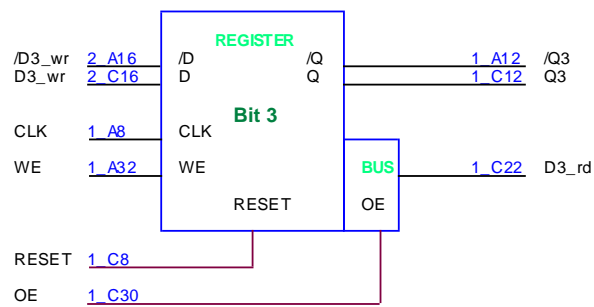 REGISTER
/D3_wr 2_A16 /D /Q 1_A12 /Q3
D3_wr 2_C16 D Q 1_C12 Q3
Bit 3
CLK 1_A8 CLK
WE 1_A32 WE BUS 1_C22 D3_rd
RESET OE
RESET 1_C8
OE 1_C30